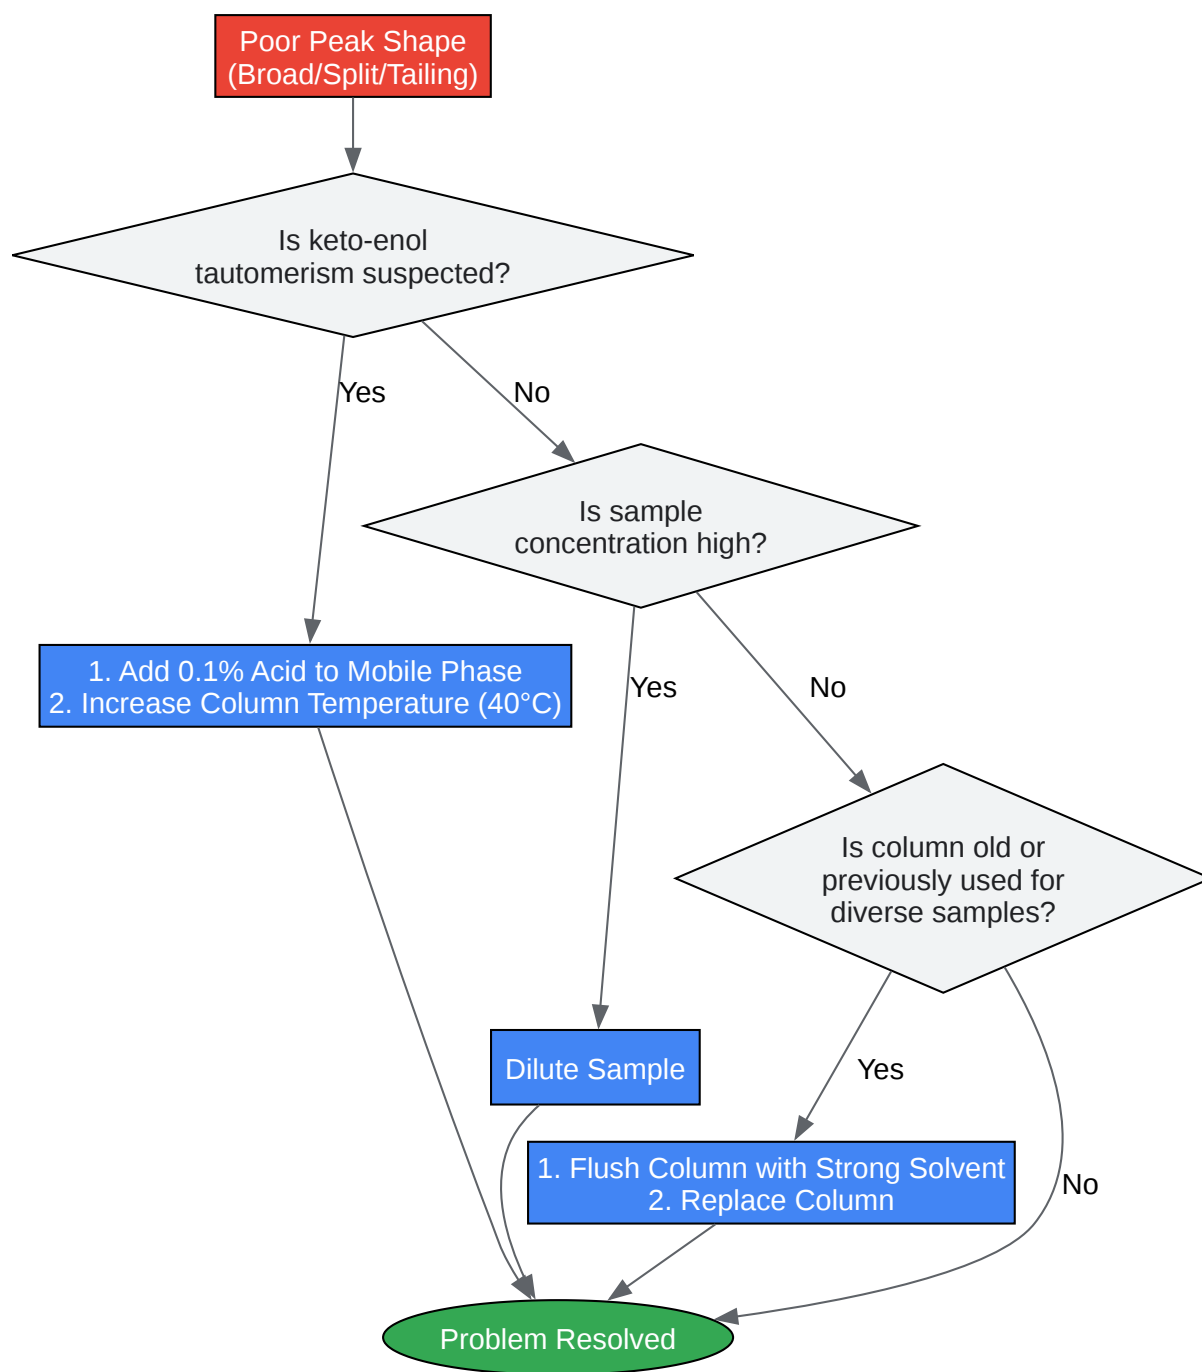 Poor Peak Shape
(Broad/Split/Tailing)
Is keto-enol
tautomerism suspected?
Yes
No
Is sample
concentration high?
1. Add 0.1% Acid to Mobile Phase
2. Increase Column Temperature (40°C)
Yes
No
Is column old or
previously used for
diverse samples?
Dilute Sample
Yes
1. Flush Column with Strong Solvent
2. Replace Column
No
Problem Resolved